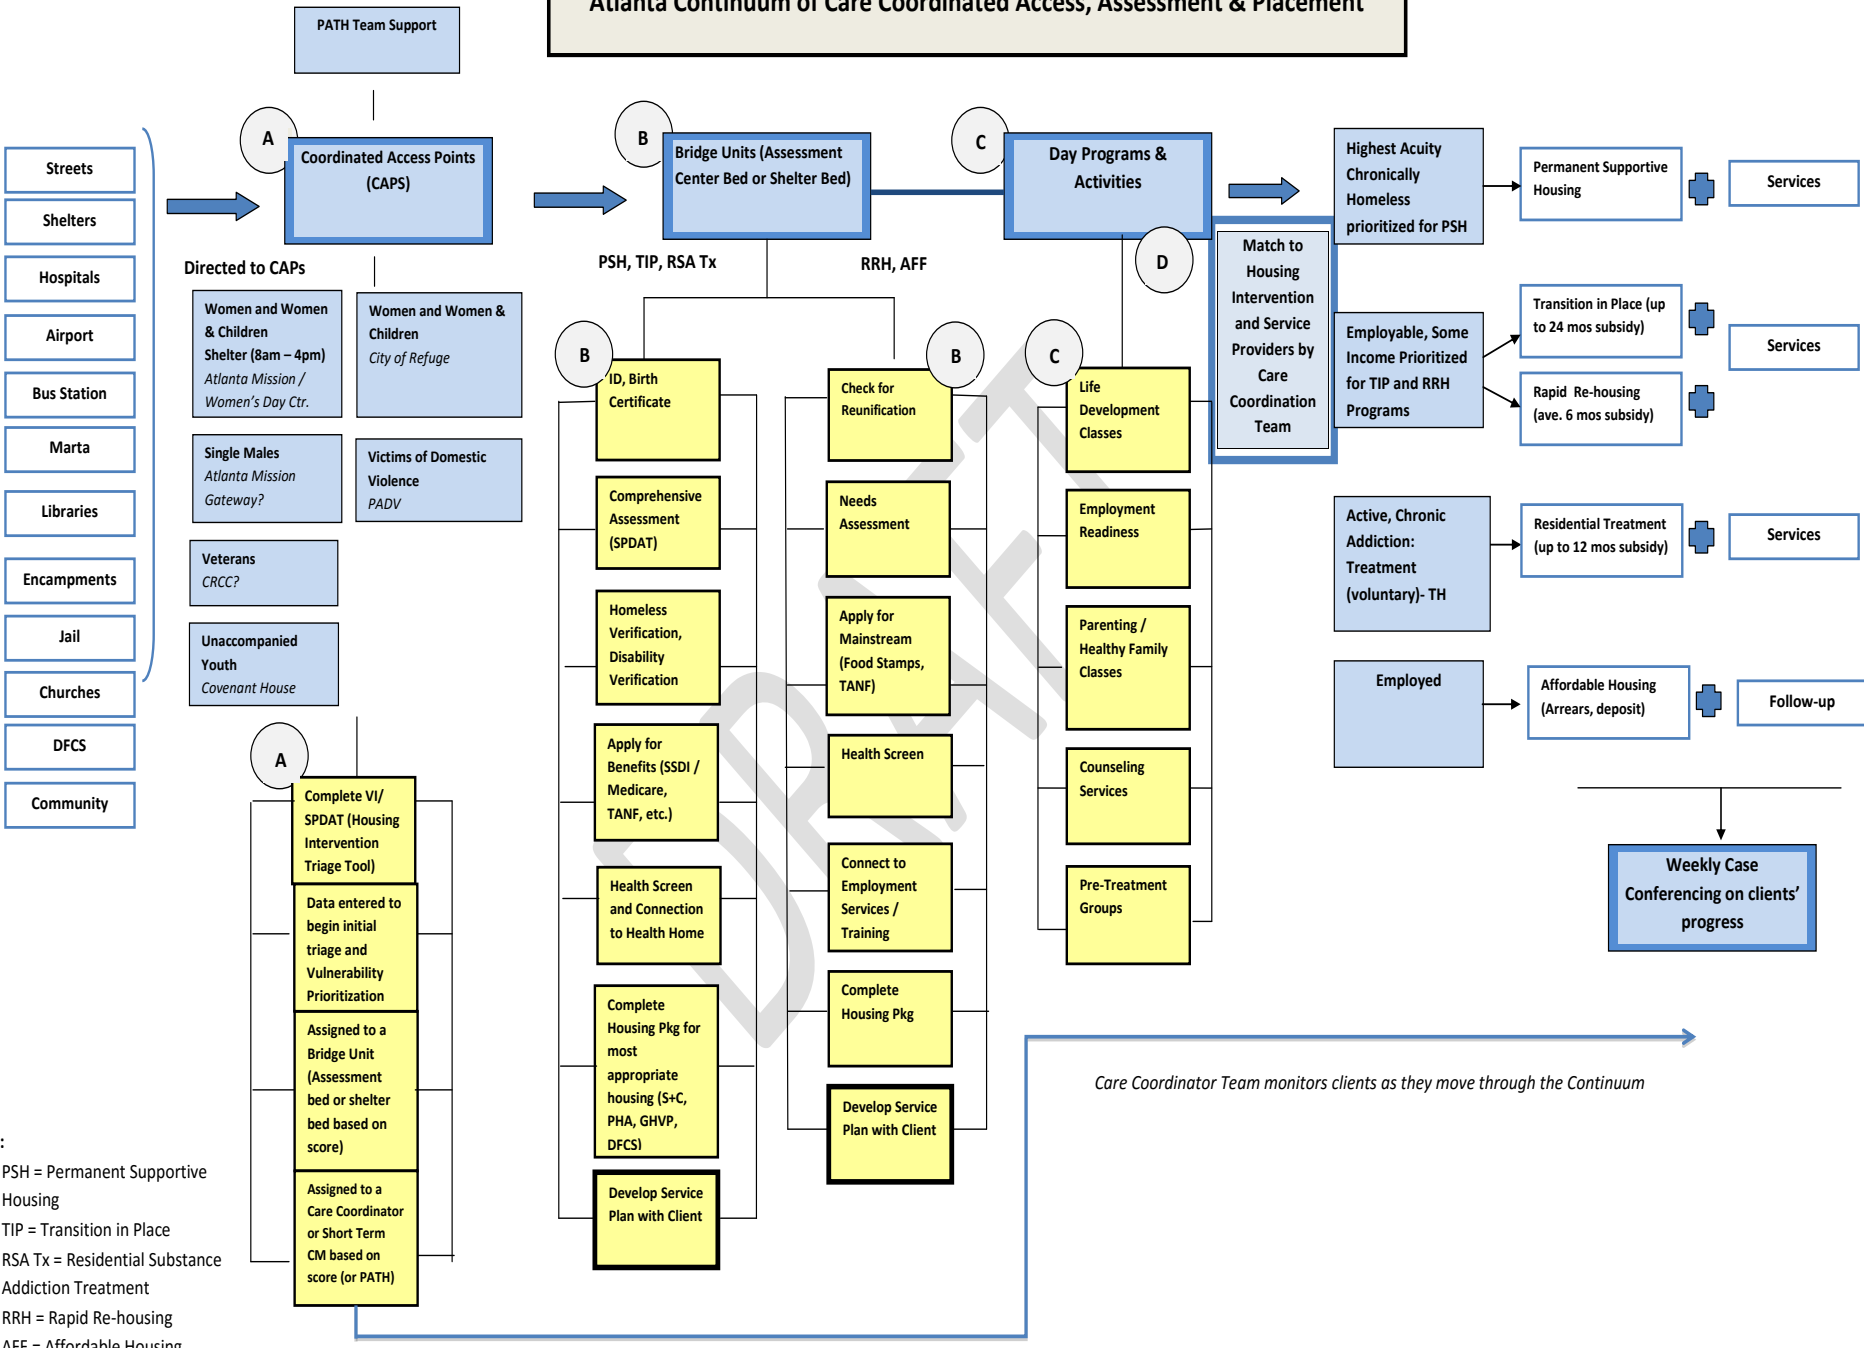 Atlanta Continuum of Care Coordinated Access, Assessment & Placement
PATH Team Support
Streets
Shelters
Hospitals
Airport
Bus Station
Marta
Libraries
Encampments
Jail
Churches
DFCS
Community
A
Coordinated Access Points
(CAPS)
Directed to CAPs
Women and Women
& Children
Shelter (8am – 4pm)
Atlanta Mission /
Women's Day Ctr.
Women and Women &
Children
City of Refuge
Single Males
Atlanta Mission
Gateway?
Victims of Domestic
Violence
PADV
Veterans
CRCC?
Unaccompanied
Youth
Covenant House
A
Complete VI/
SPDAT (Housing
Intervention
Triage Tool)
Data entered to
begin initial
triage and
Vulnerability
Prioritization
Assigned to a
Bridge Unit
(Assessment
bed or shelter
bed based on
score)
Assigned to a
Care Coordinator
or Short Term
CM based on
score (or PATH)
B
Bridge Units (Assessment
Center Bed or Shelter Bed)
PSH, TIP, RSA Tx
RRH, AFF
B
ID, Birth
Certificate
Comprehensive
Assessment
(SPDAT)
Homeless
Verification,
Disability
Verification
Apply for
Benefits (SSDI /
Medicare,
TANF, etc.)
Health Screen
and Connection
to Health Home
Complete
Housing Pkg for
most
appropriate
housing (S+C,
PHA, GHVP,
DFCS)
Develop Service
Plan with Client
B
Check for
Reunification
Needs
Assessment
Apply for
Mainstream
(Food Stamps,
TANF)
Health Screen
Connect to
Employment
Services /
Training
Complete
Housing Pkg
Develop Service
Plan with Client
C
Day Programs &
Activities
C
Life
Development
Classes
Employment
Readiness
Parenting /
Healthy Family
Classes
Counseling
Services
Pre-Treatment
Groups
D
Match to
Housing
Intervention
and Service
Providers by
Care
Coordination
Team
Highest Acuity
Chronically
Homeless
prioritized for PSH
Permanent Supportive
Housing
Services
Employable, Some
Income Prioritized
for TIP and RRH
Programs
Transition in Place (up
to 24 mos subsidy)
Rapid Re-housing
(ave. 6 mos subsidy)
Services
Active, Chronic
Addiction:
Treatment
(voluntary)- TH
Residential Treatment
(up to 12 mos subsidy)
Services
Employed
Affordable Housing
(Arrears, deposit)
Follow-up
Weekly Case
Conferencing on clients'
progress
Care Coordinator Team monitors clients as they move through the Continuum
:
PSH = Permanent Supportive
Housing
TIP = Transition in Place
RSA Tx = Residential Substance
Addiction Treatment
RRH = Rapid Re-housing
AFF = Affordable Housing
DRAFT